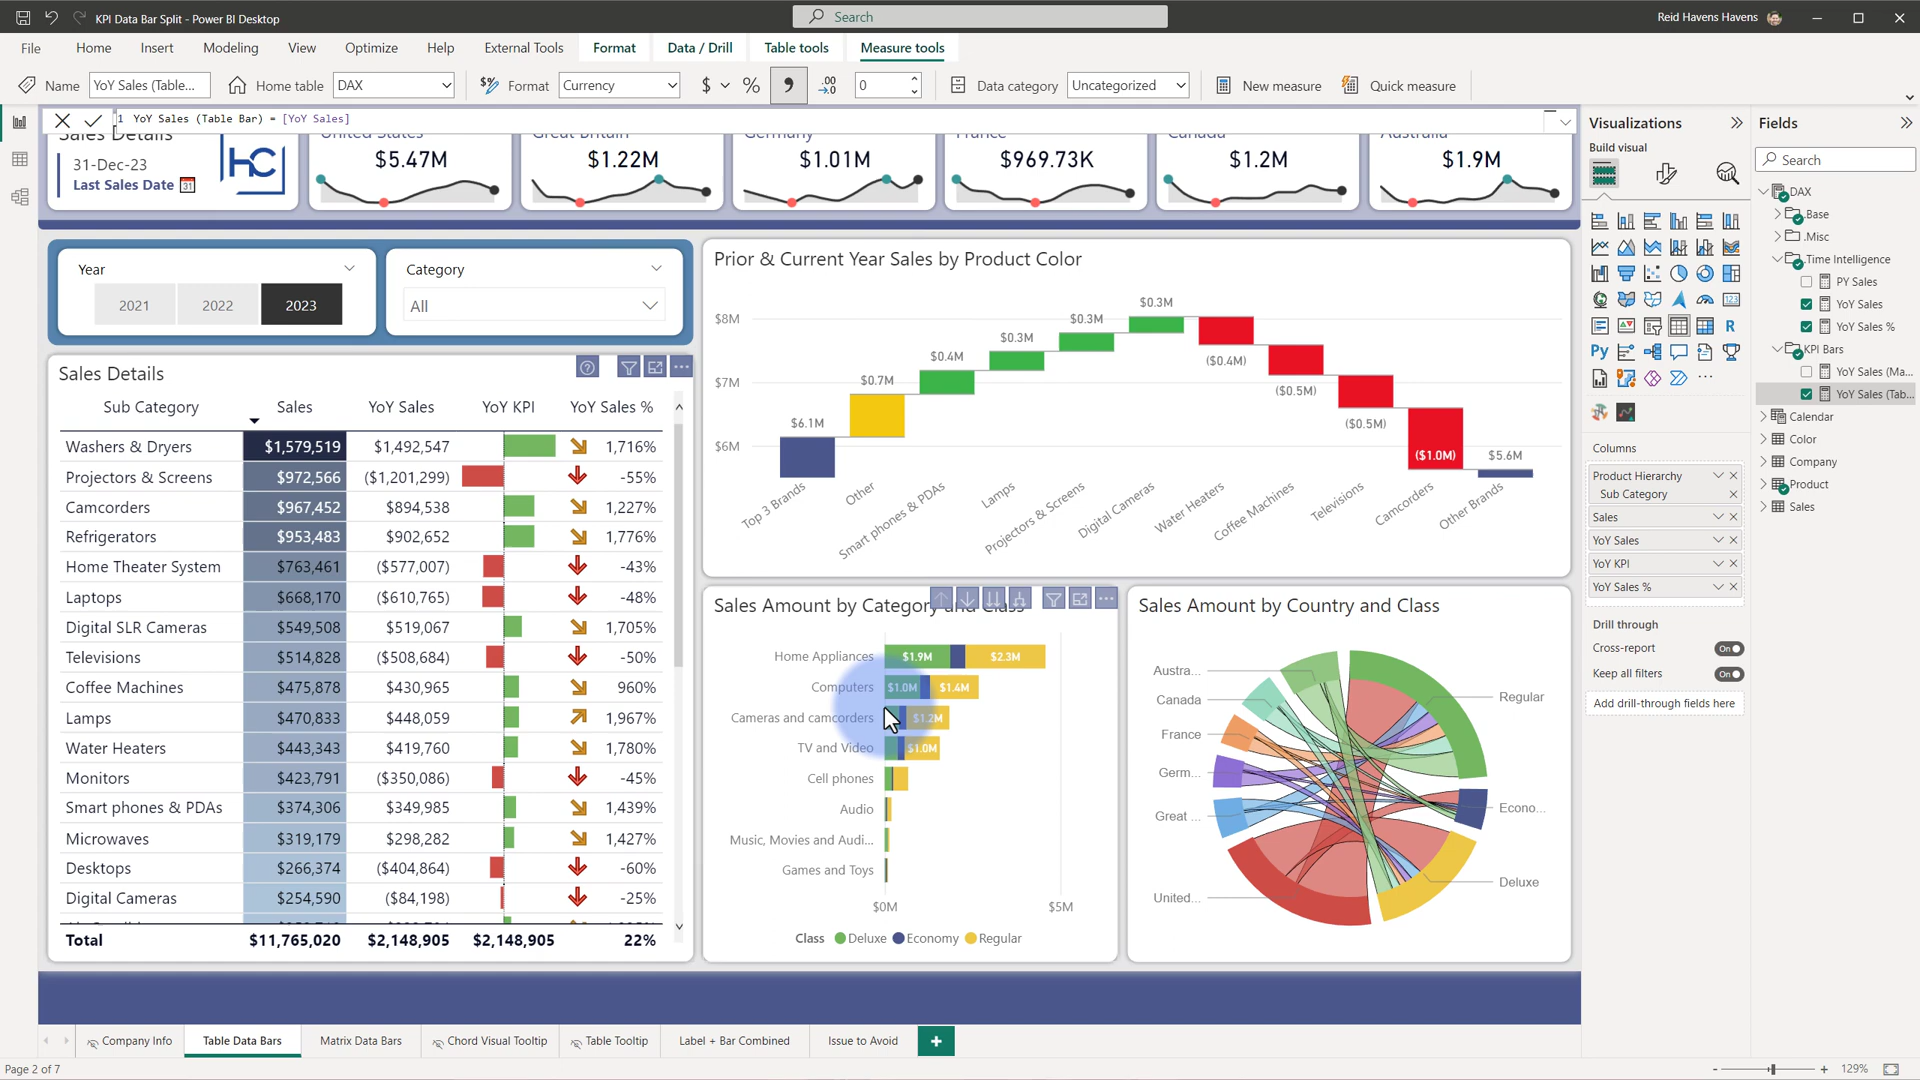 KPI Data Bar Split - Power BI Desktop
Search
Reid Havens Havens
File Home Insert Modeling View Optimize Help External Tools Format Data / Drill Table tools Measure tools
Name YoY Sales (Table... Home table DAX Format Currency $ % , .00 0 Data category Uncategorized New measure Quick measure
1 YoY Sales (Table Bar) = [YoY Sales]
Sales Details
31-Dec-23
Last Sales Date 31
HC
United States
$5.47M
Great Britain
$1.22M
Germany
$1.01M
France
$969.73K
Canada
$1.2M
Australia
$1.9M
Year
2021 2022 2023
Category
All
Sales Details
Sub Category Sales YoY Sales YoY KPI YoY Sales %
Washers & Dryers $1,579,519 $1,492,547 1,716%
Projectors & Screens $972,566 ($1,201,299) -55%
Camcorders $967,452 $894,538 1,227%
Refrigerators $953,483 $902,652 1,776%
Home Theater System $763,461 ($577,007) -43%
Laptops $668,170 ($610,765) -48%
Digital SLR Cameras $549,508 $519,067 1,705%
Televisions $514,828 ($508,684) -50%
Coffee Machines $475,878 $430,965 960%
Lamps $470,833 $448,059 1,967%
Water Heaters $443,343 $419,760 1,780%
Monitors $423,791 ($350,086) -45%
Smart phones & PDAs $374,306 $349,985 1,439%
Microwaves $319,179 $298,282 1,427%
Desktops $266,374 ($404,864) -60%
Digital Cameras $254,590 ($84,198) -25%
Total $11,765,020 $2,148,905 $2,148,905 22%
Prior & Current Year Sales by Product Color
$8M
$7M
$6M
$6.1M
$0.7M
$0.4M
$0.3M
$0.3M
$0.3M
($0.4M)
($0.5M)
($0.5M)
($1.0M)
$5.6M
Top 3 Brands
Other
Smart phones & PDAs
Lamps
Projectors & Screens
Digital Cameras
Water Heaters
Coffee Machines
Televisions
Camcorders
Other Brands
Sales Amount by Category and Class
Home Appliances $1.9M $2.3M
Computers $1.0M $1.4M
Cameras and camcorders $1.2M
TV and Video $1.0M
Cell phones
Audio
Music, Movies and Audi...
Games and Toys
$0M $5M
Class Deluxe Economy Regular
Sales Amount by Country and Class
Austra...
Canada
France
Germ...
Great ...
United...
Regular
Econo...
Deluxe
Visualizations
Build visual
123
R
Py
Columns
Product Hierarchy
Sub Category
Sales
YoY Sales
YoY KPI
YoY Sales %
Drill through
Cross-report On
Keep all filters On
Add drill-through fields here
Fields
Search
DAX
.Base
.Misc
Time Intelligence
PY Sales
YoY Sales
YoY Sales %
KPI Bars
YoY Sales (Ma...
YoY Sales (Tab...
Calendar
Color
Company
Product
Sales
Company Info Table Data Bars Matrix Data Bars Chord Visual Tooltip Table Tooltip Label + Bar Combined Issue to Avoid +
Page 2 of 7
- + 129%